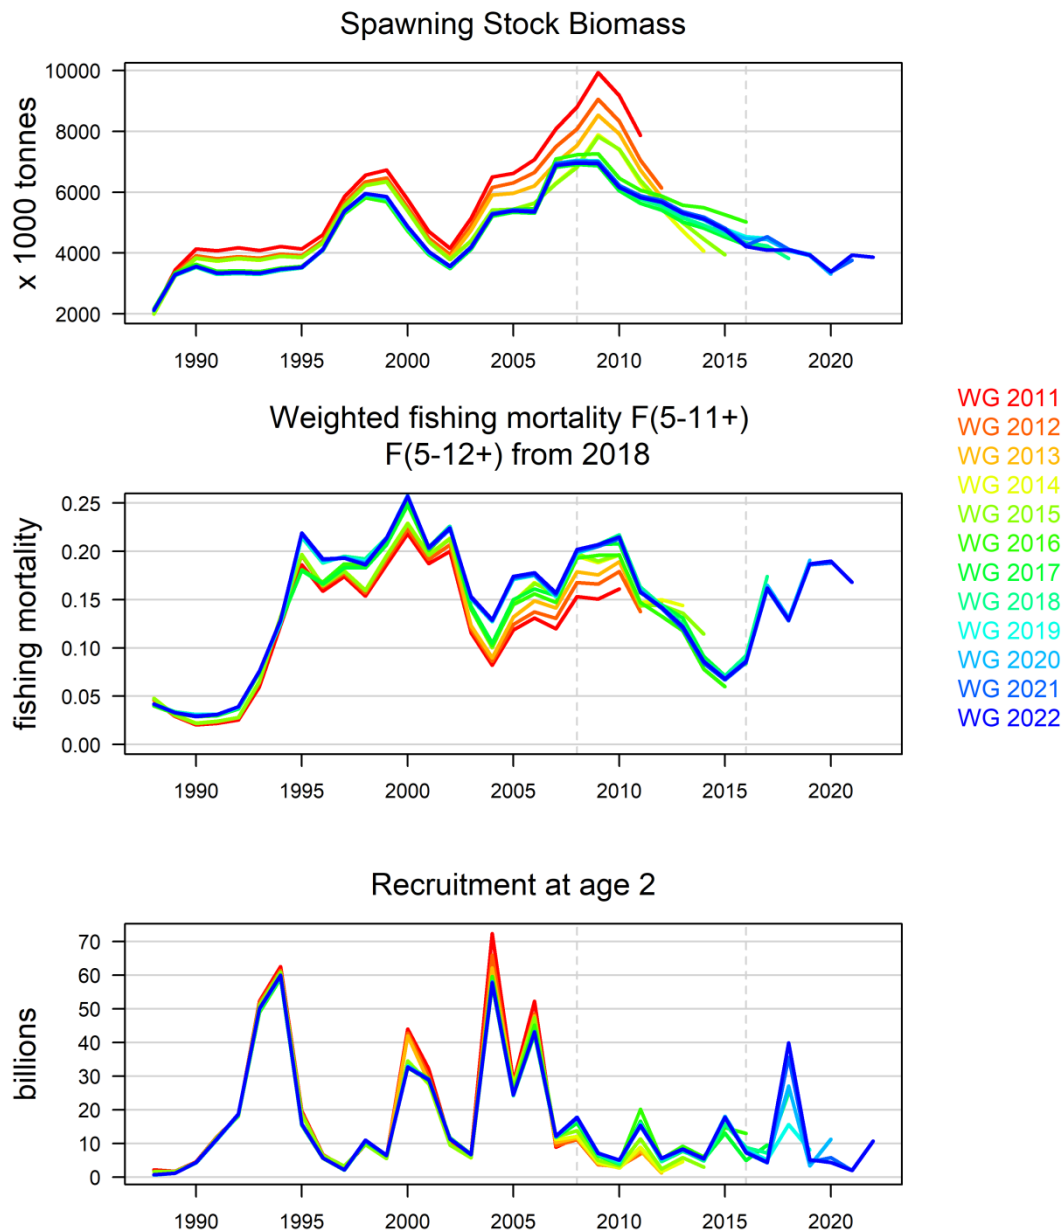 Spawning Stock Biomass
x 1000 tonnes
10000
8000
6000
4000
2000
1990 1995 2000 2005 2010 2015 2020
Weighted fishing mortality F(5-11+)
F(5-12+) from 2018
fishing mortality
0.25
0.20
0.15
0.10
0.05
0.00
1990 1995 2000 2005 2010 2015 2020
WG 2011
WG 2012
WG 2013
WG 2014
WG 2015
WG 2016
WG 2017
WG 2018
WG 2019
WG 2020
WG 2021
WG 2022
Recruitment at age 2
billions
70
60
50
40
30
20
10
0
1990 1995 2000 2005 2010 2015 2020